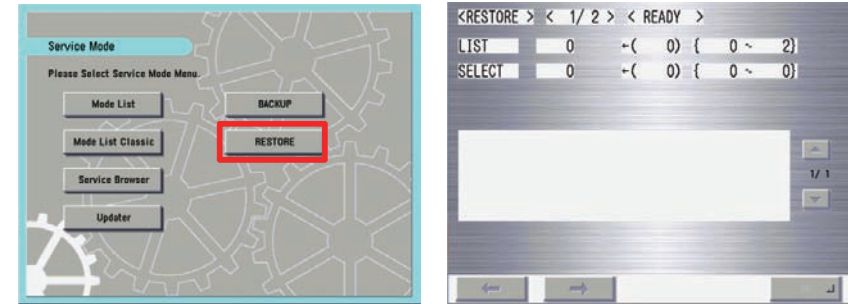 Service Mode
Please Select Service Mode Menu.
Mode List
BACKUP
Mode List Classic
RESTORE
Service Browser
Updater
<RESTORE > < 1/ 2 > < READY >
LIST 0 ←( 0) { 0 ~ 2}
SELECT 0 ←( 0) { 0 ~ 0}
1/ 1